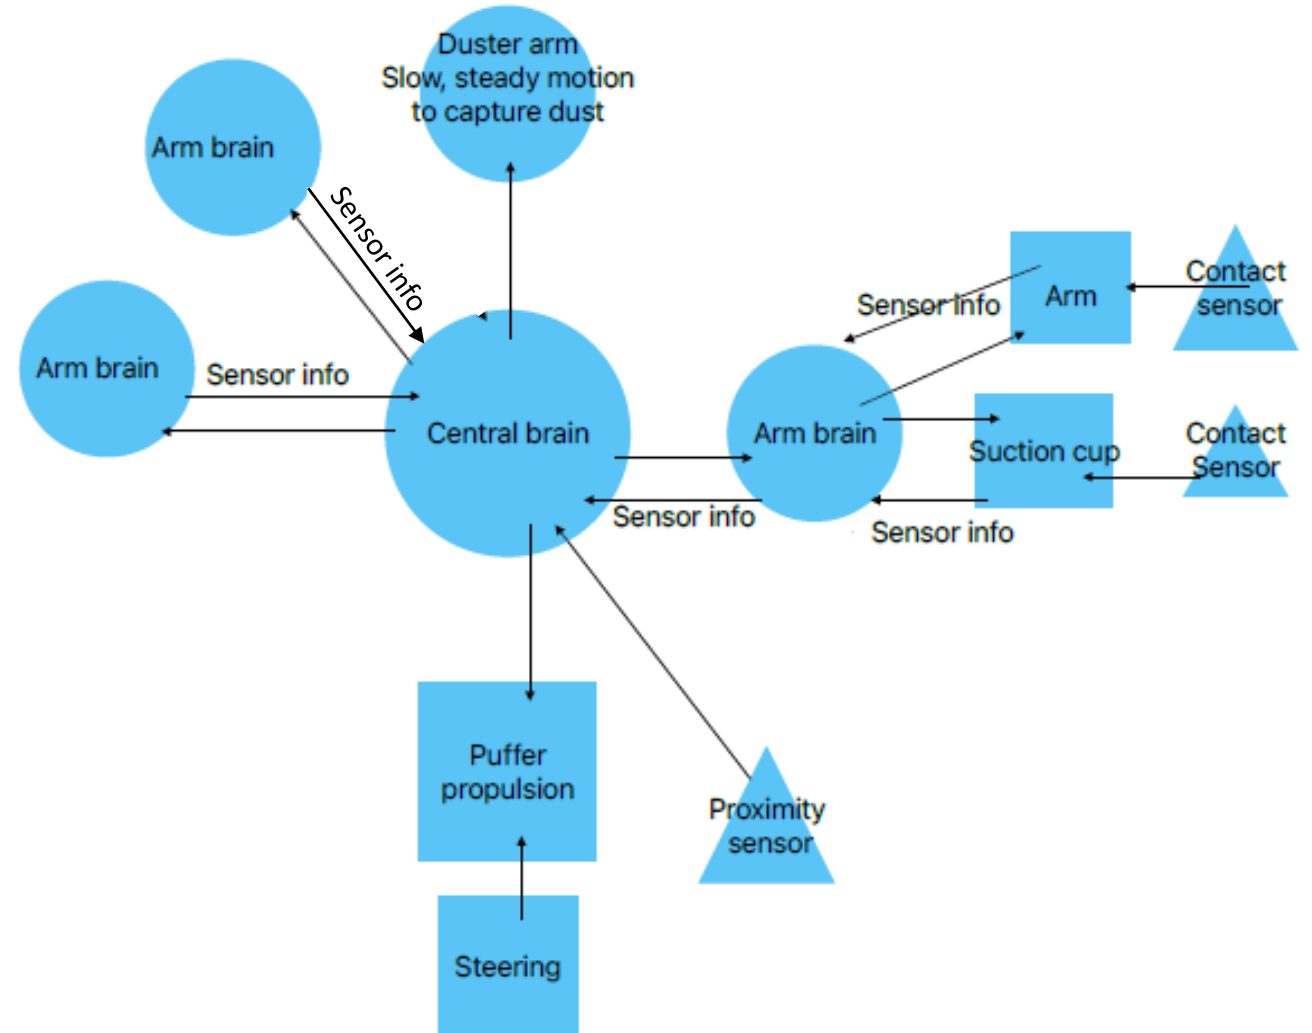 Duster arm
Slow, steady motion
to capture dust
Arm brain
Sensor info
Contact
sensor
Arm
Sensor info
Arm brain
Sensor info
Central brain
Arm brain
Suction cup
Contact
Sensor
Sensor info
Sensor info
Puffer
propulsion
Proximity
sensor
Steering